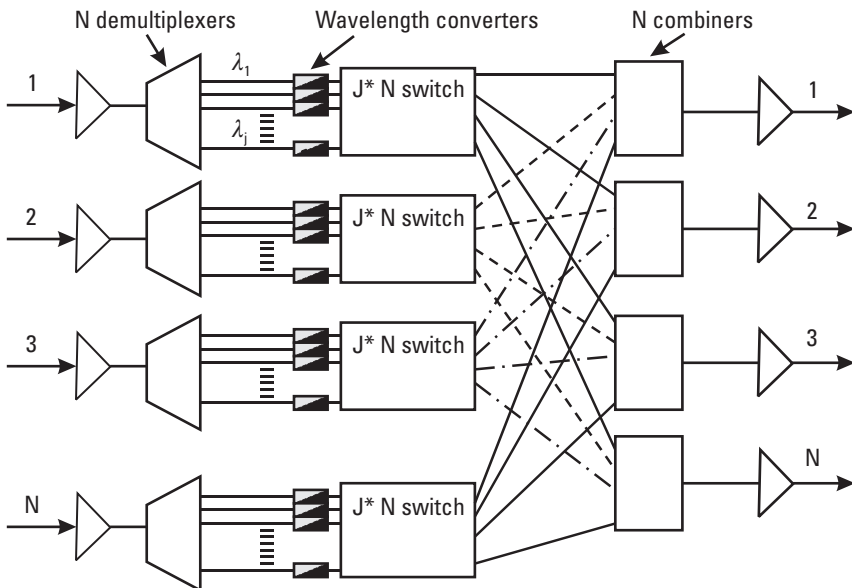 N demultiplexers Wavelength converters N combiners
λ1
1 J* N switch 1
λj
2 J* N switch 2
3 J* N switch 3
N J* N switch N